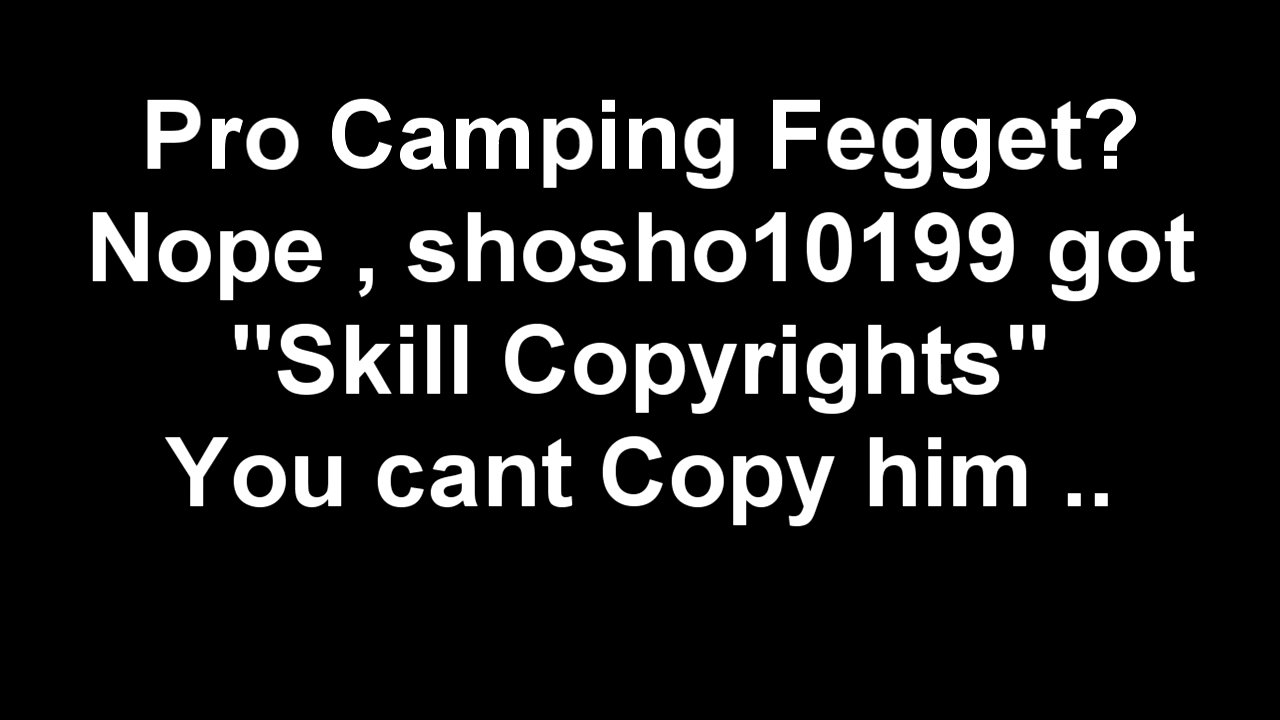 Pro Camping Fegget?
Nope , shosho10199 got
"Skill Copyrights"
You cant Copy him ..